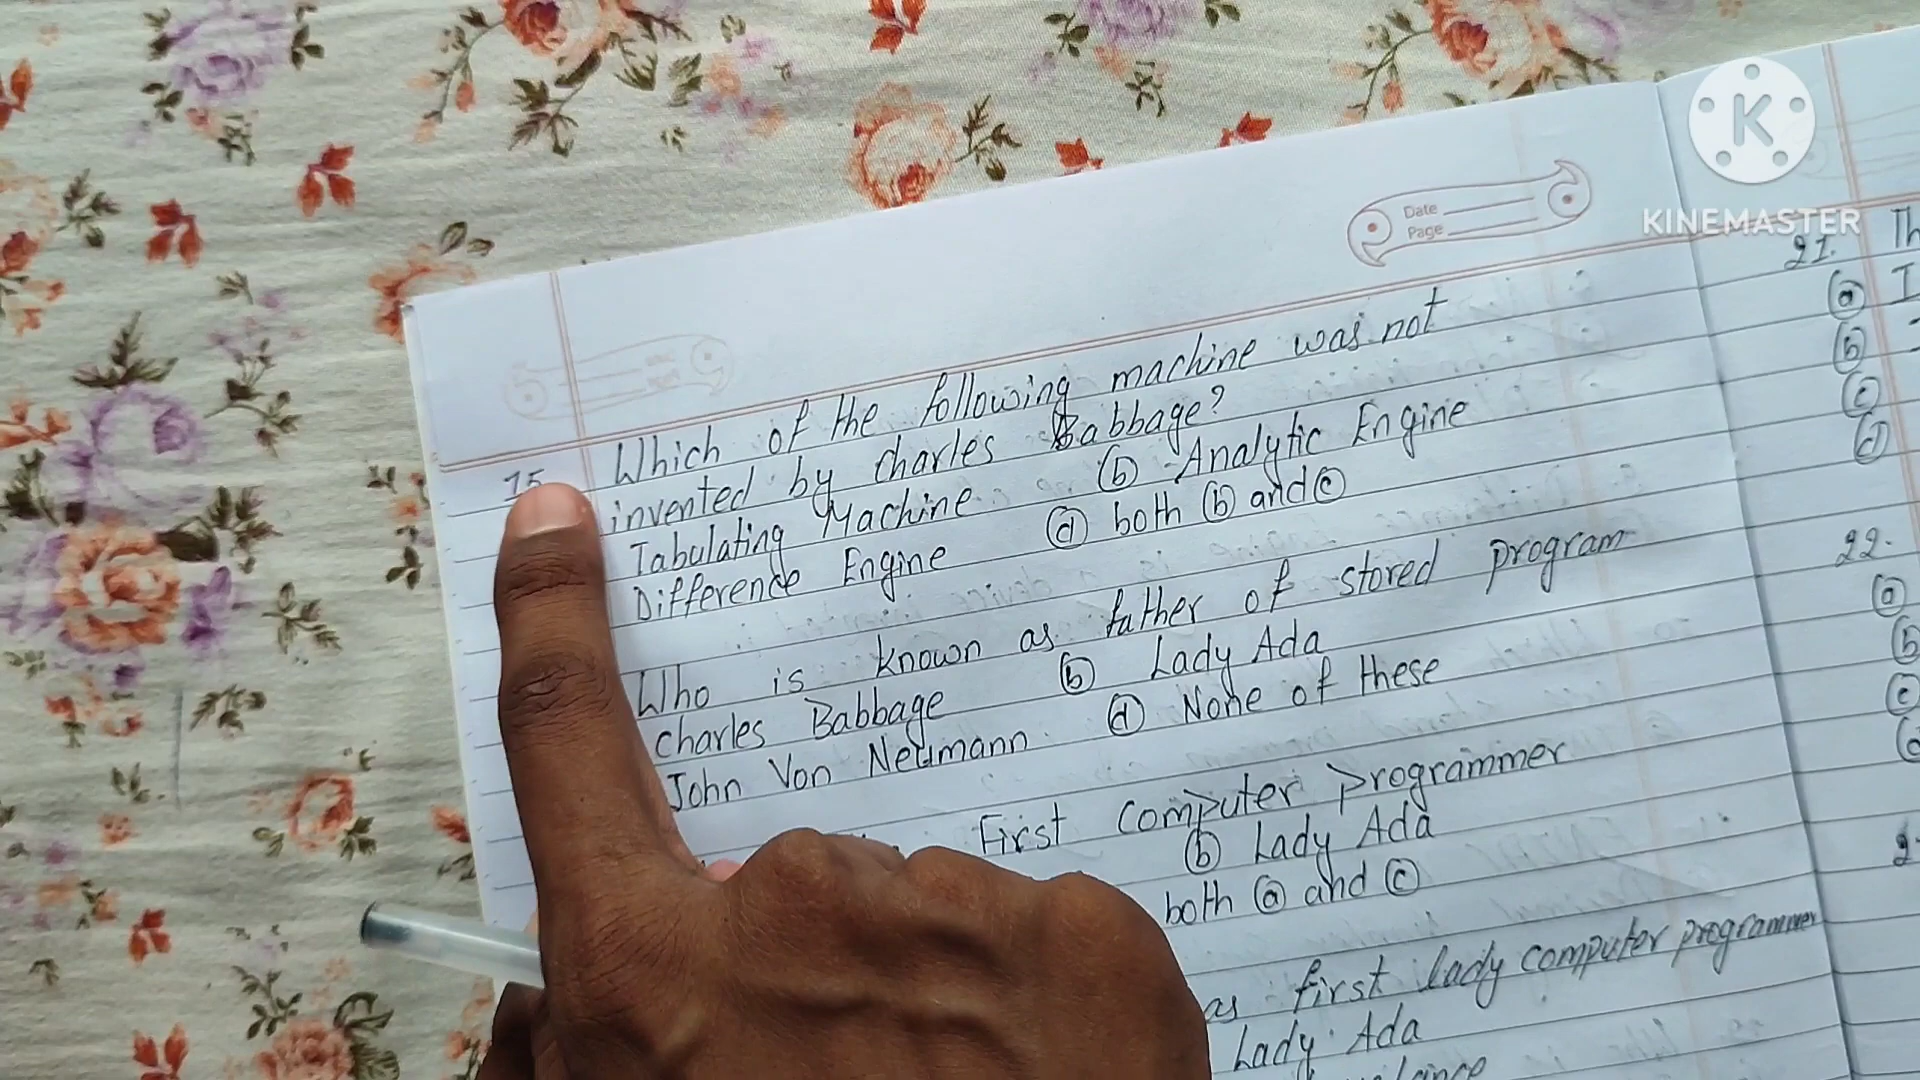 KINEMASTER
Date
Page
15
Which of the following machine was not
invented by charles Babbage?
Tabulating Machine (b) Analytic Engine
Difference Engine (d) both (b) and (c)
Who is known as father of stored program
charles Babbage (b) Lady Ada
John Von Neumann (d) None of these
First computer programmer
(b) Lady Ada
both (a) and (c)
as first lady computer programmer
Lady Ada
21. Th
(a) I
(b)
(c)
(d)
22.
(a)
(b)
(c)